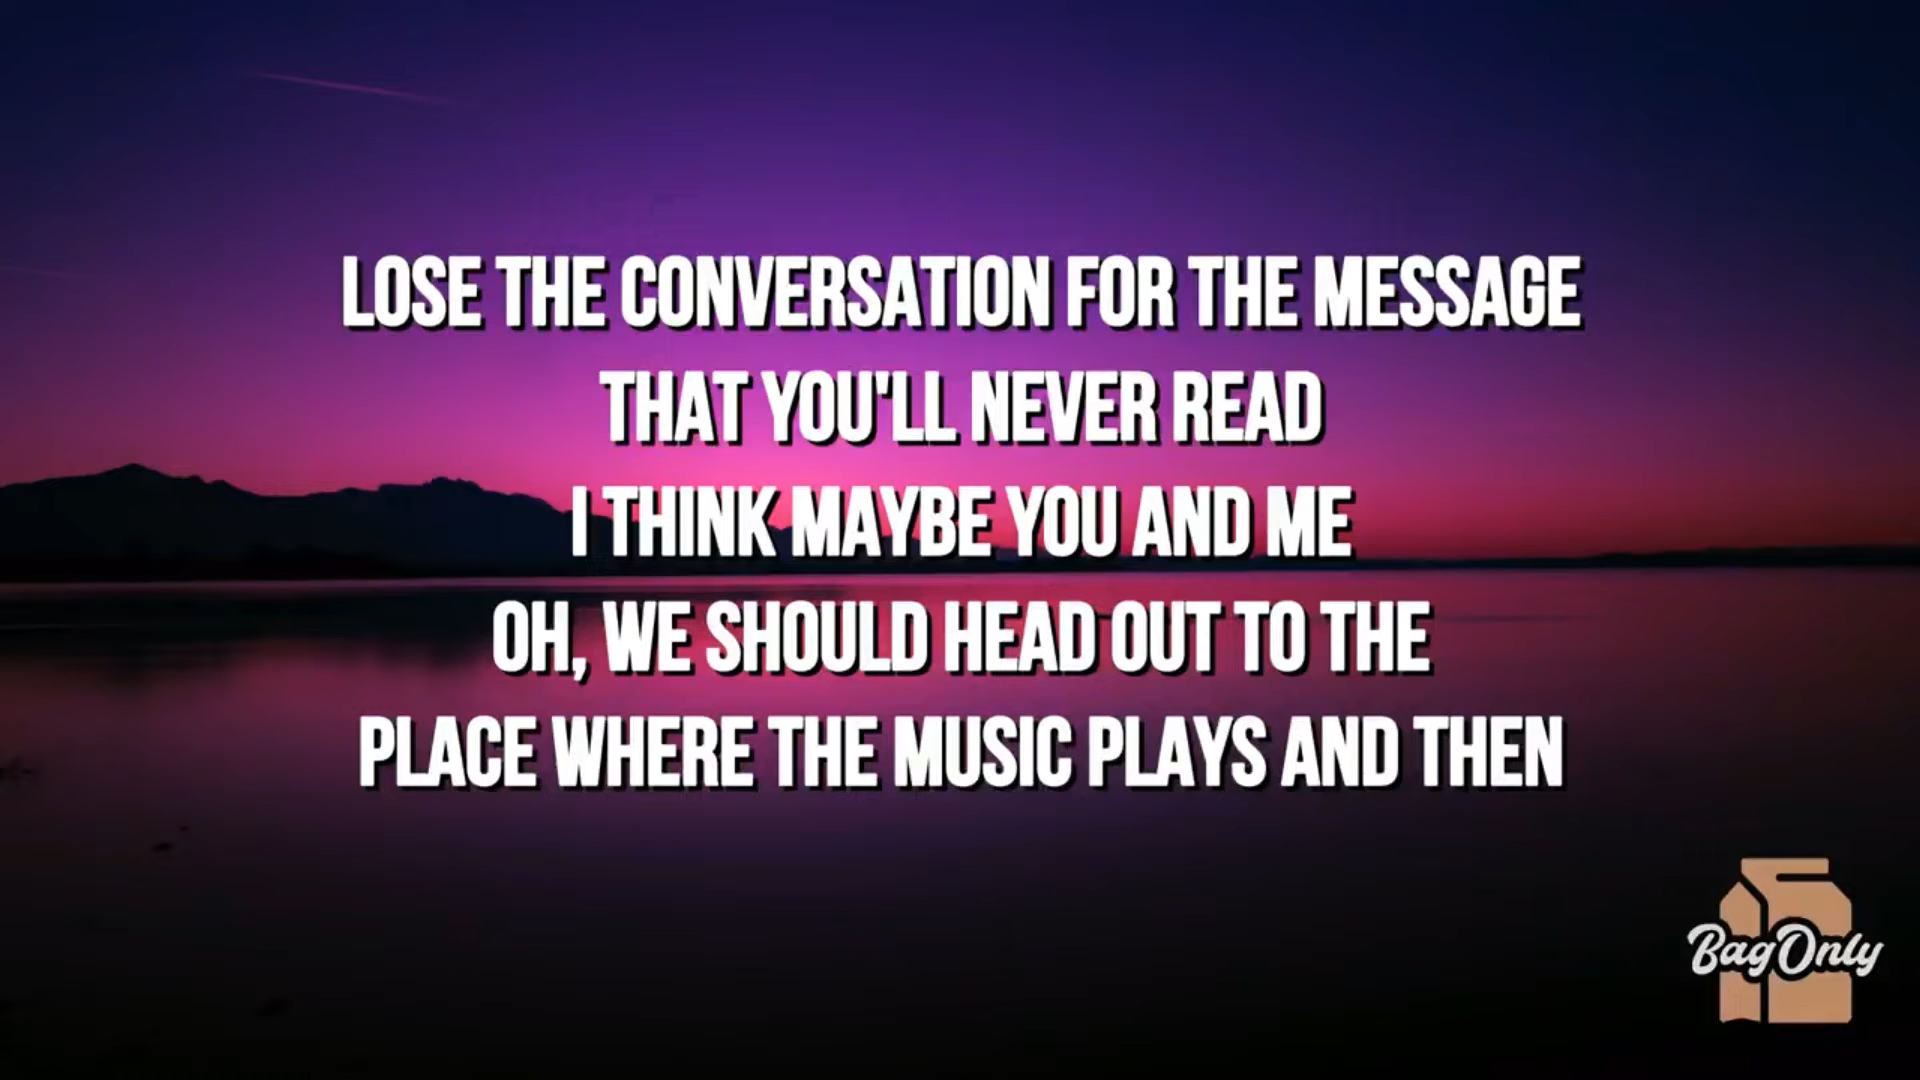 LOSE THE CONVERSATION FOR THE MESSAGE
THAT YOU'LL NEVER READ
I THINK MAYBE YOU AND ME
OH, WE SHOULD HEAD OUT TO THE
PLACE WHERE THE MUSIC PLAYS AND THEN
BagOnly